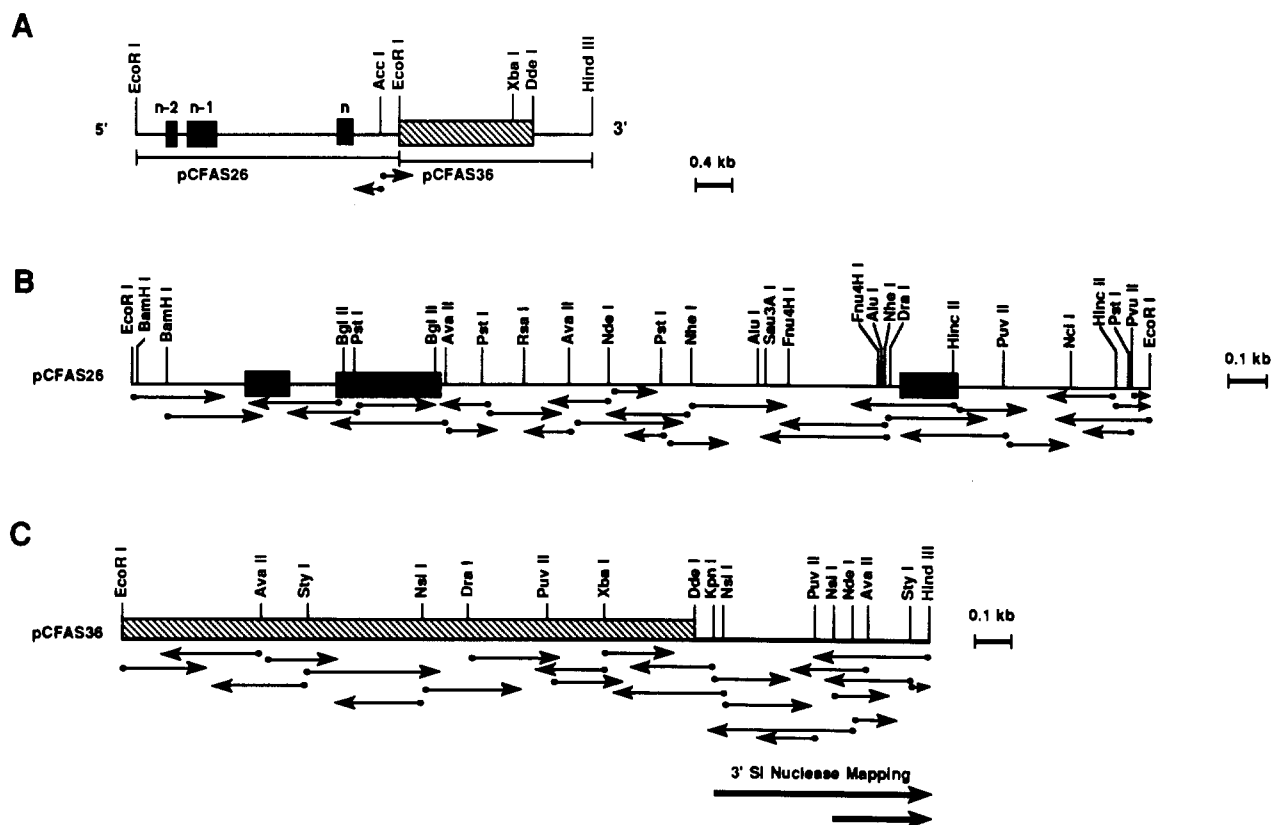 A
EcoR I
n-2
n-1
n
Acc I
EcoR I
Xba I
Dde I
Hind III
5'
3'
pCFAS26
pCFAS36
0.4 kb
B
EcoR I
BamH I
BamH I
Bgl II
Pst I
Bgl II
Ava II
Pst I
Rsa I
Ava II
Nde I
Pst I
Nhe I
Alu I
Sau3A I
Fnu4H I
Fnu4H I
Alu I
Nhe I
Dra I
Hinc II
Puv II
Nci I
Hinc II
Pst I
Pvu II
EcoR I
pCFAS26
0.1 kb
C
EcoR I
Ava II
Sty I
Nsi I
Dra I
Puv II
Xba I
Dde I
Kpn I
Nsi I
Puv II
Nsi I
Nde I
Ava II
Sty I
Hind III
pCFAS36
0.1 kb
3' SI Nuclease Mapping